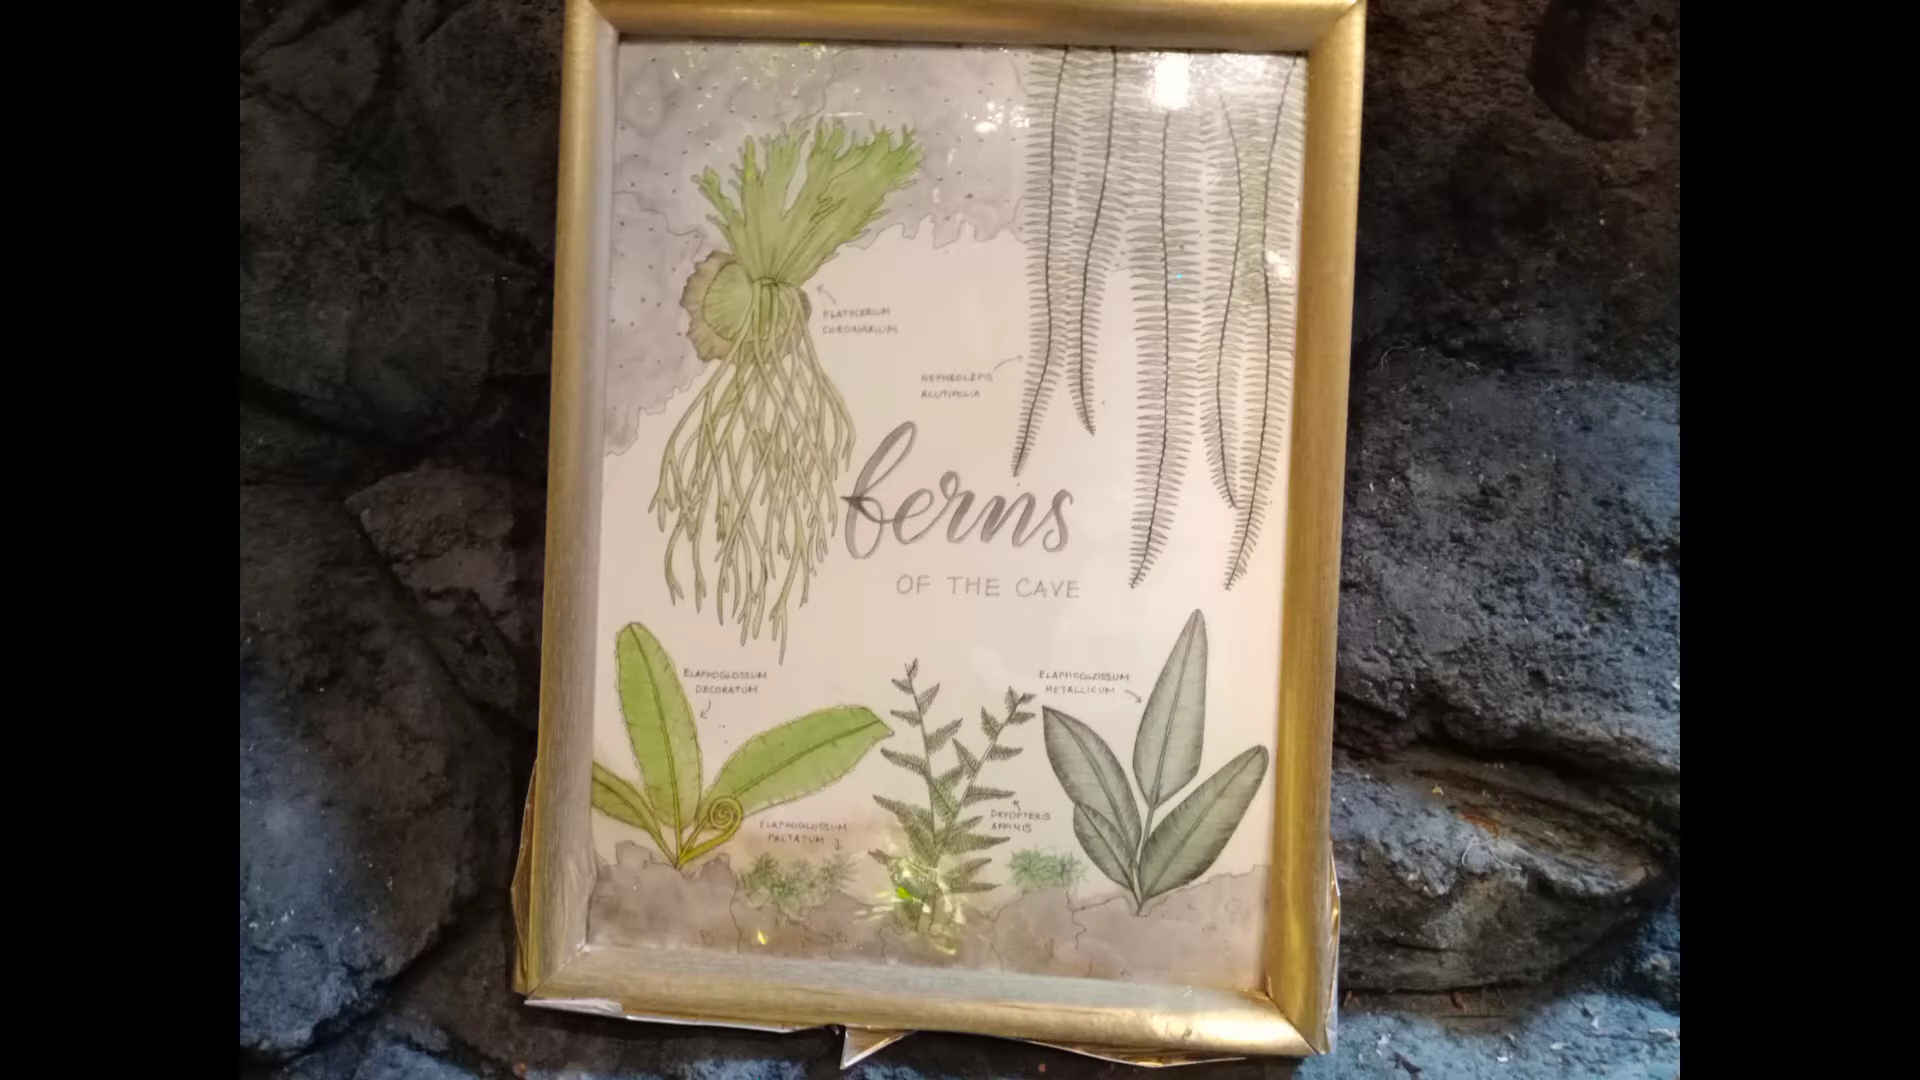 PLATYCERIUM
CORONARIUM
NEPHROLEPIS
ACUTIFOLIA
ferns
OF THE CAVE
ELAPHOGLOSSUM
DECORATUM
ELAPHOGLOSSUM
METALLICUM
ELAPHOGLOSSUM
PELTATUM
DRYOPTERIS
AFFINIS